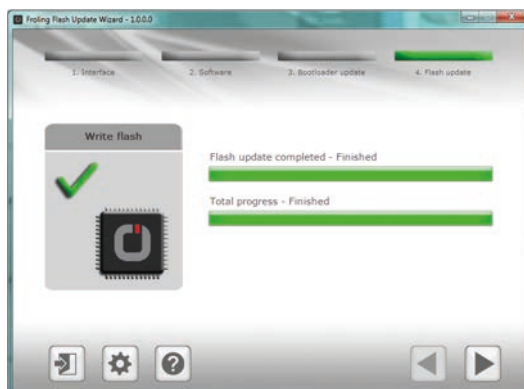 Froling Flash Update Wizard - 1.0.0.0
1. Interface
2. Software
3. Bootloader update
4. Flash update
Write flash
Flash update completed - Finished
Total progress - Finished